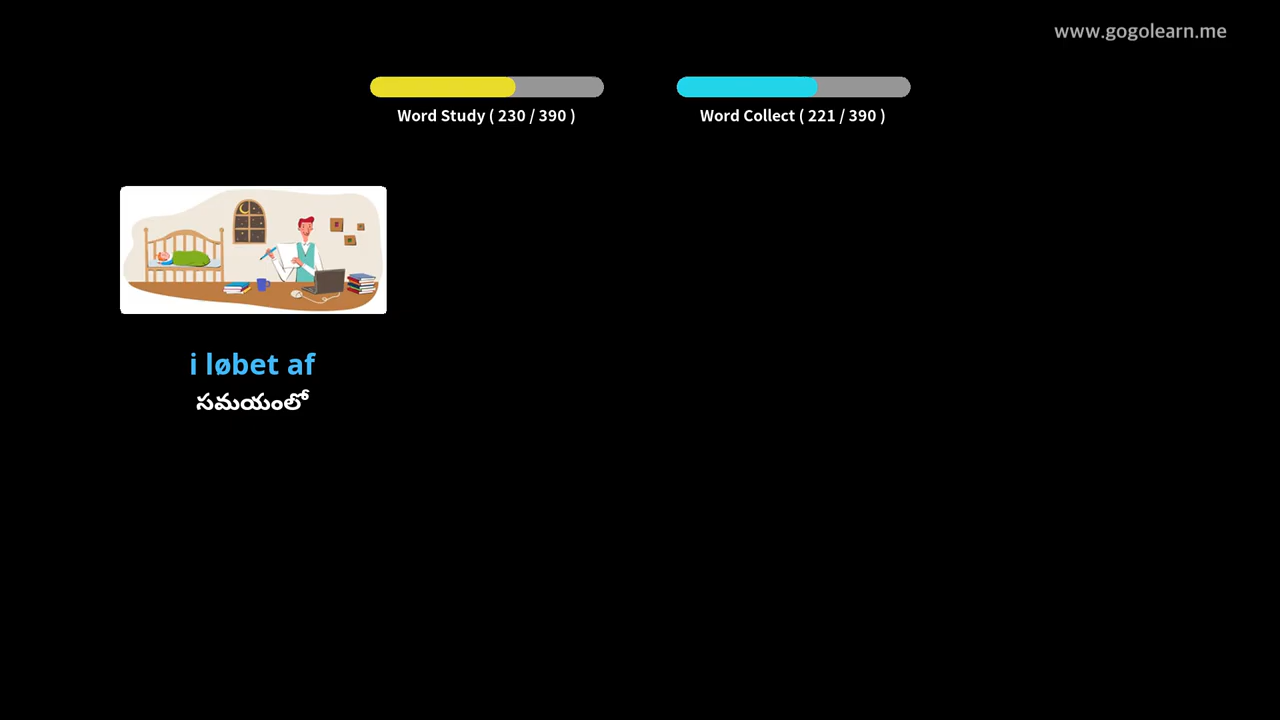 www.gogolearn.me
Word Study ( 230 / 390 )
Word Collect ( 221 / 390 )
i løbet af
సమయంలో